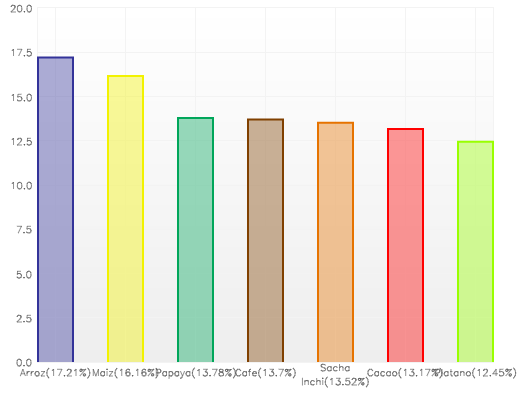 20.0
17.5
15.0
12.5
10.0
7.5
5.0
2.5
0.0
Arroz(17.21%)
Maiz(16.16%)
Papaya(13.78%)
Cafe(13.7%)
Sacha
Inchi(13.52%)
Cacao(13.17%)
Platano(12.45%)